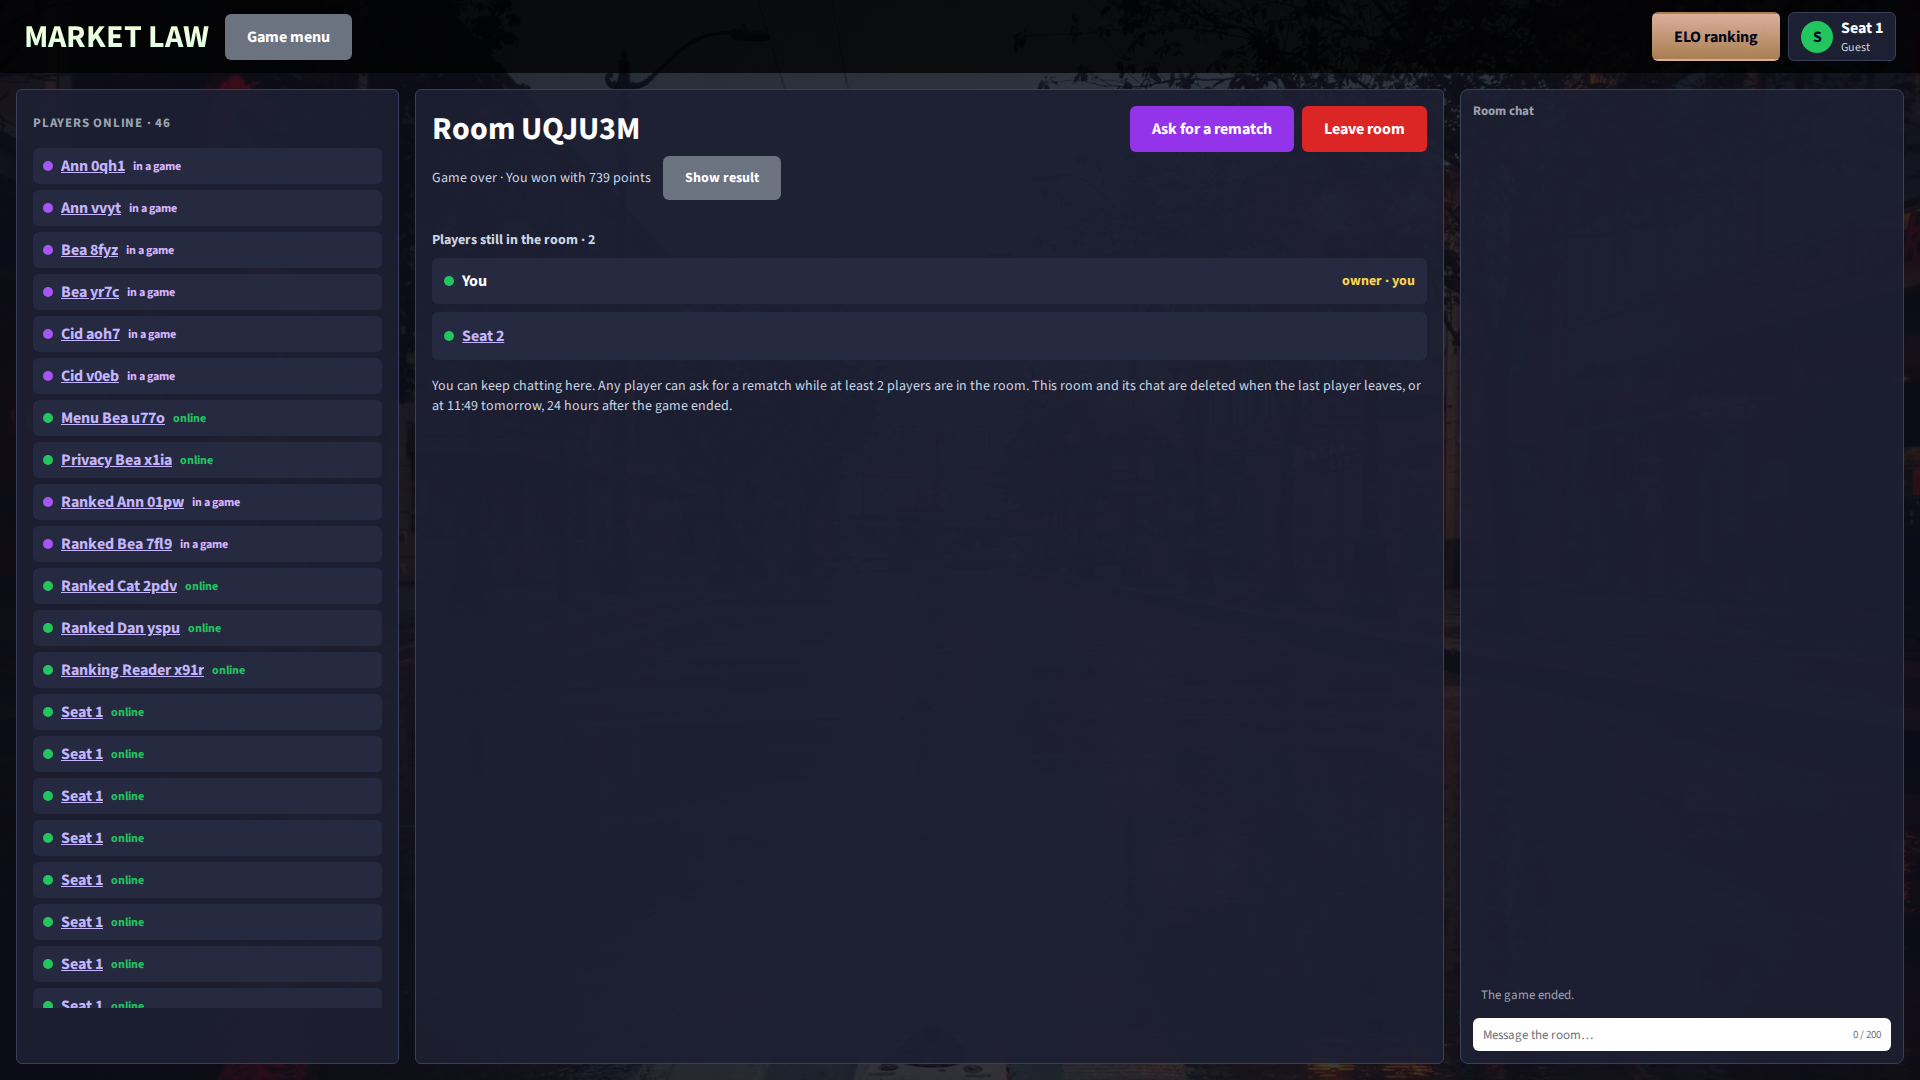 MARKET LAW
Game menu
ELO ranking
S
Seat 1
Guest
PLAYERS ONLINE · 46
Ann 0qh1 in a game
Ann vvyt in a game
Bea 8fyz in a game
Bea yr7c in a game
Cid aoh7 in a game
Cid v0eb in a game
Menu Bea u77o online
Privacy Bea x1ia online
Ranked Ann 01pw in a game
Ranked Bea 7fl9 in a game
Ranked Cat 2pdv online
Ranked Dan yspu online
Ranking Reader x91r online
Seat 1 online
Seat 1 online
Seat 1 online
Seat 1 online
Seat 1 online
Seat 1 online
Seat 1 online
Seat 1 online
Room UQJU3M
Ask for a rematch
Leave room
Game over · You won with 739 points
Show result
Players still in the room · 2
You
owner · you
Seat 2
You can keep chatting here. Any player can ask for a rematch while at least 2 players are in the room. This room and its chat are deleted when the last player leaves, or
at 11:49 tomorrow, 24 hours after the game ended.
Room chat
The game ended.
Message the room…
0 / 200